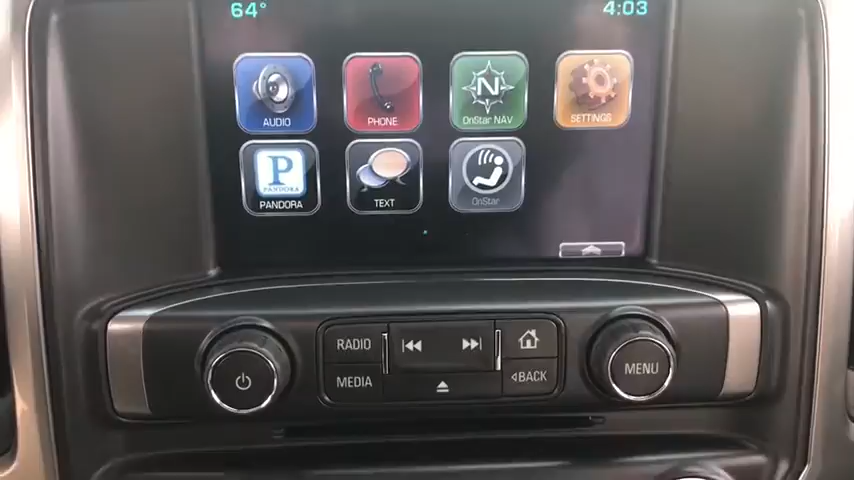 64° 4:03
AUDIO PHONE N OnStar NAV SETTINGS
P PANDORA
PANDORA TEXT OnStar
RADIO
MEDIA BACK
MENU